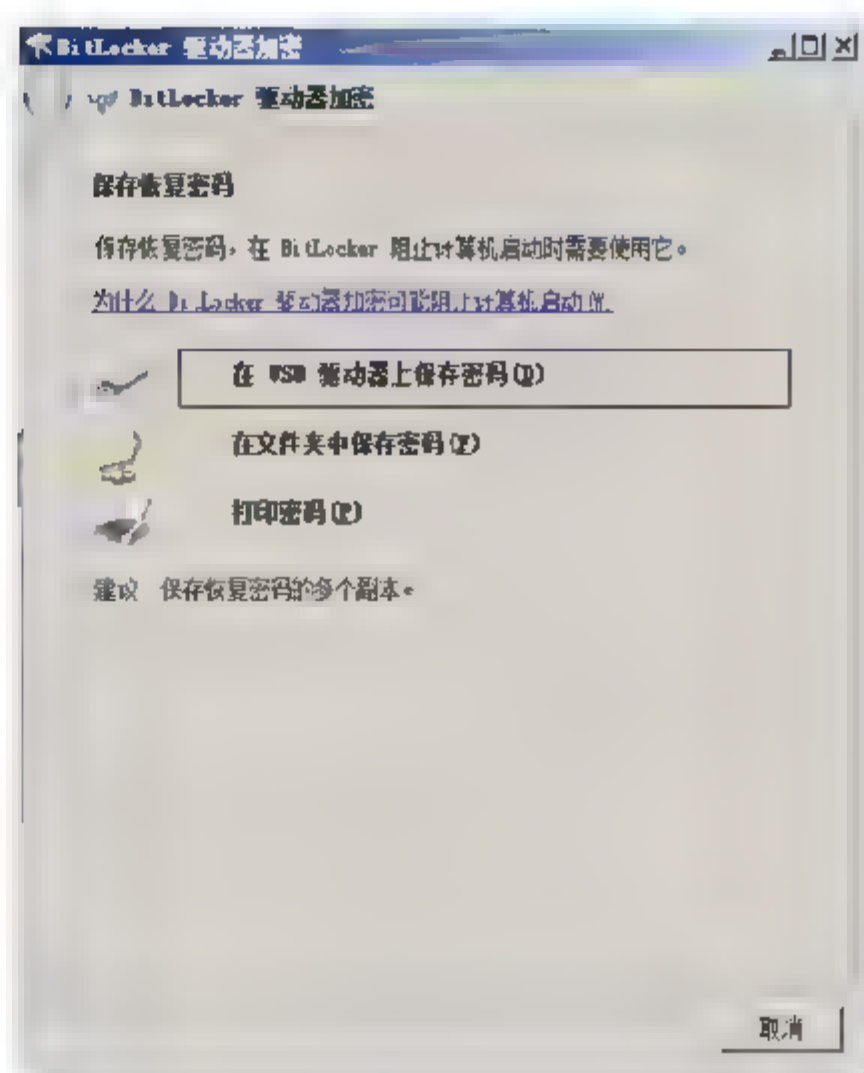 BitLocker 驱动器加密
BitLocker 驱动器加密
保存恢复密码
保存恢复密码，在 BitLocker 阻止计算机启动时需要使用它。
为什么 BitLocker 驱动器加密可能阻止计算机启动
在 USB 驱动器上保存密码(U)
在文件夹中保存密码(F)
打印密码(P)
建议 保存恢复密码的多个副本。
取消